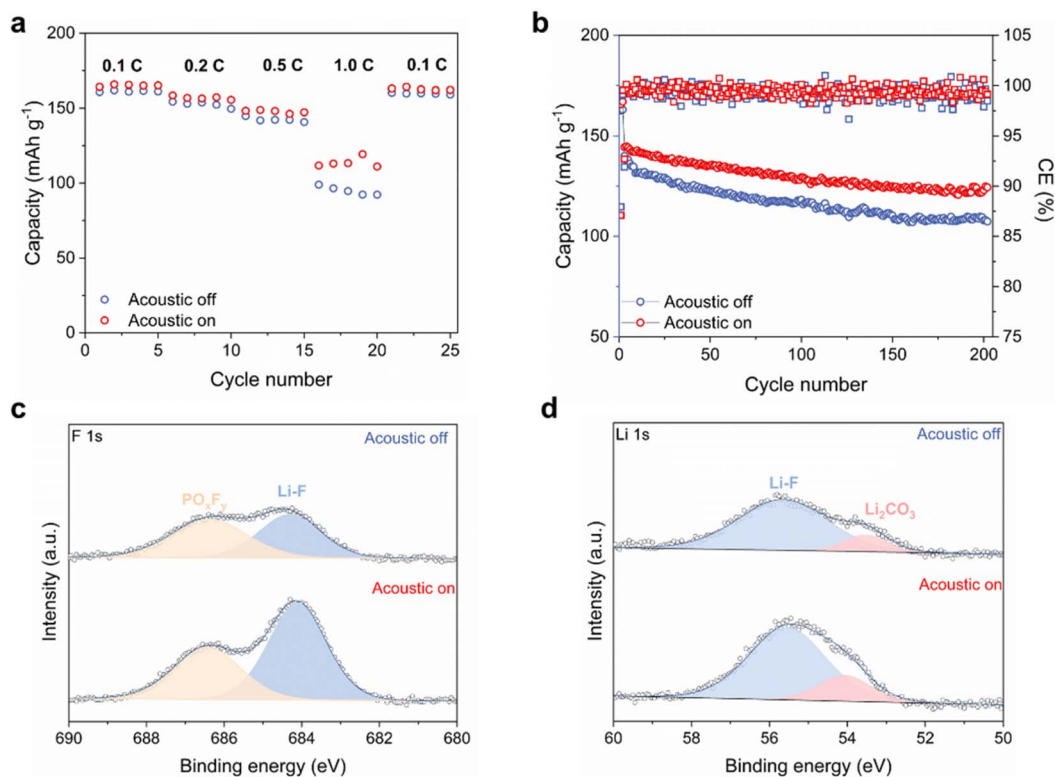 a
200
150
100
50
0
Capacity (mAh g⁻¹)
0.1 C 0.2 C 0.5 C 1.0 C 0.1 C
Acoustic off
Acoustic on
0 5 10 15 20 25
Cycle number
b
200
175
150
125
100
75
50
Capacity (mAh g⁻¹)
Acoustic off
Acoustic on
0 50 100 150 200
Cycle number
105
100
95
90
85
80
75
CE (%)
c
F 1s
Acoustic off
POₓFᵧ
Li-F
Acoustic on
Intensity (a.u.)
690 688 686 684 682 680
Binding energy (eV)
d
Li 1s
Acoustic off
Li-F
Li₂CO₃
Acoustic on
Intensity (a.u.)
60 58 56 54 52 50
Binding energy (eV)